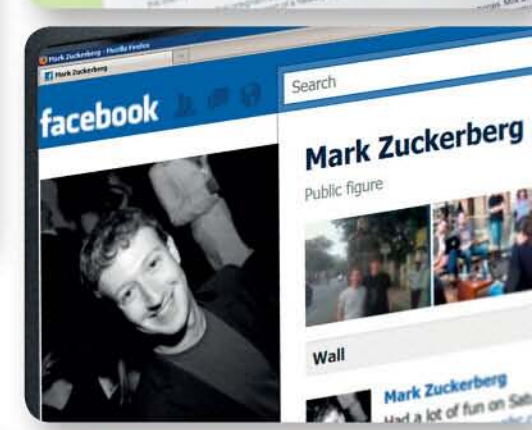 Mark Zuckerberg - Mozilla Firefox
Mark Zuckerberg
facebook
Search
Mark Zuckerberg
Public figure
Wall
Mark Zuckerberg
Had a lot of fun on